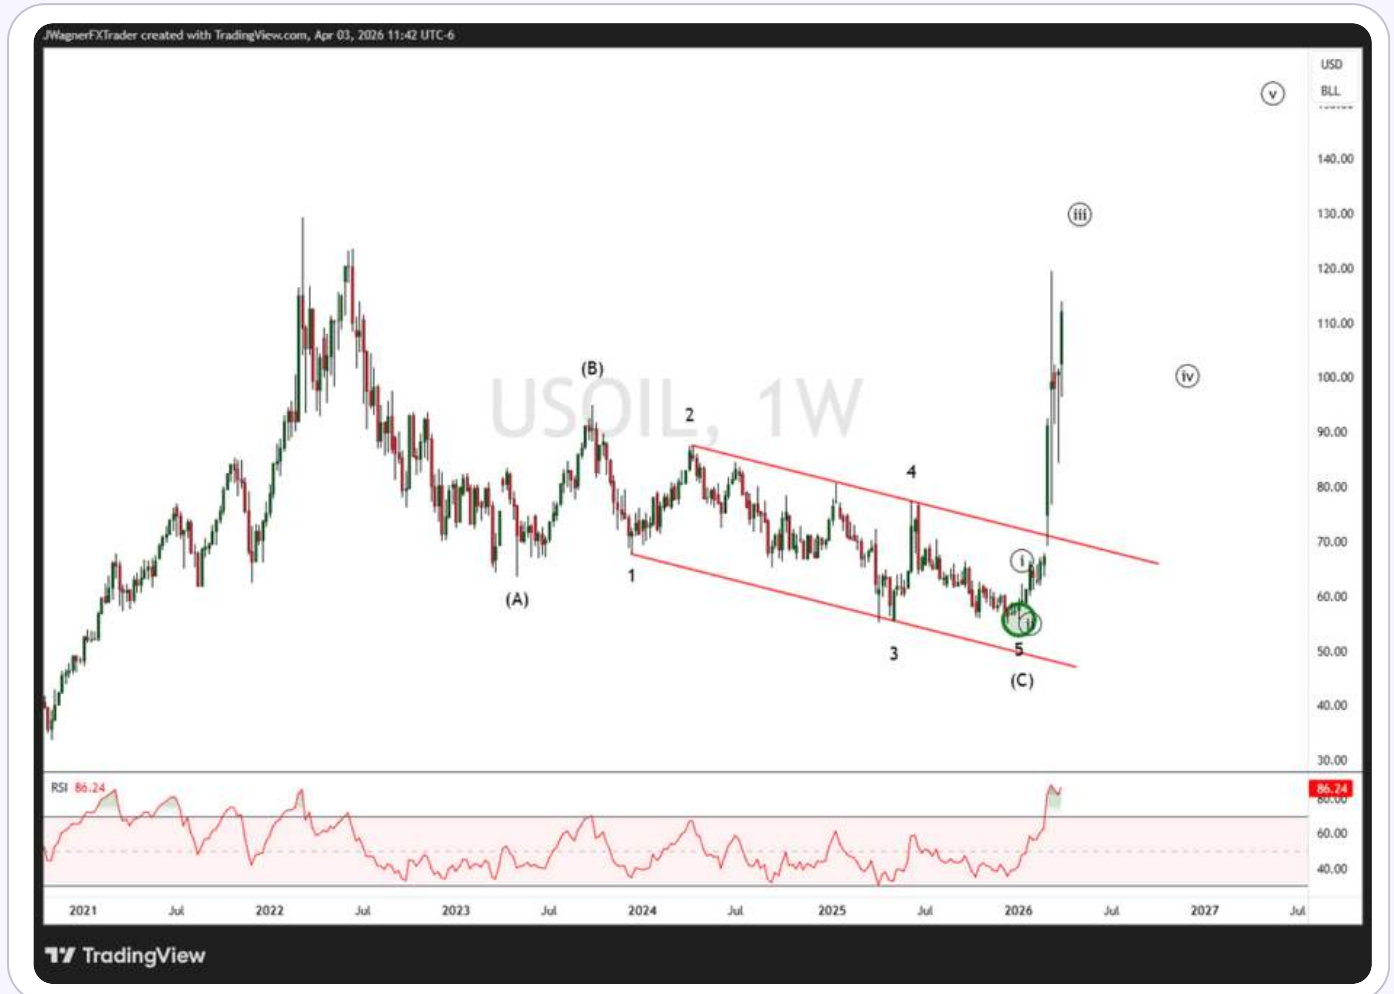 JWagnerFXTrader created with TradingView.com, Apr 03, 2026 11:42 UTC-6
USD
BLL
ⓥ
140.00
ⓘⓘⓘ
130.00
120.00
110.00
(B)
ⓘⓥ
100.00
USOIL, 1W
2
90.00
4
80.00
70.00
ⓘ
1
(A)
60.00
3
5
50.00
(C)
40.00
30.00
RSI 86.24
86.24
80.00
60.00
40.00
2021 Jul 2022 Jul 2023 Jul 2024 Jul 2025 Jul 2026 Jul 2027 Jul
TradingView